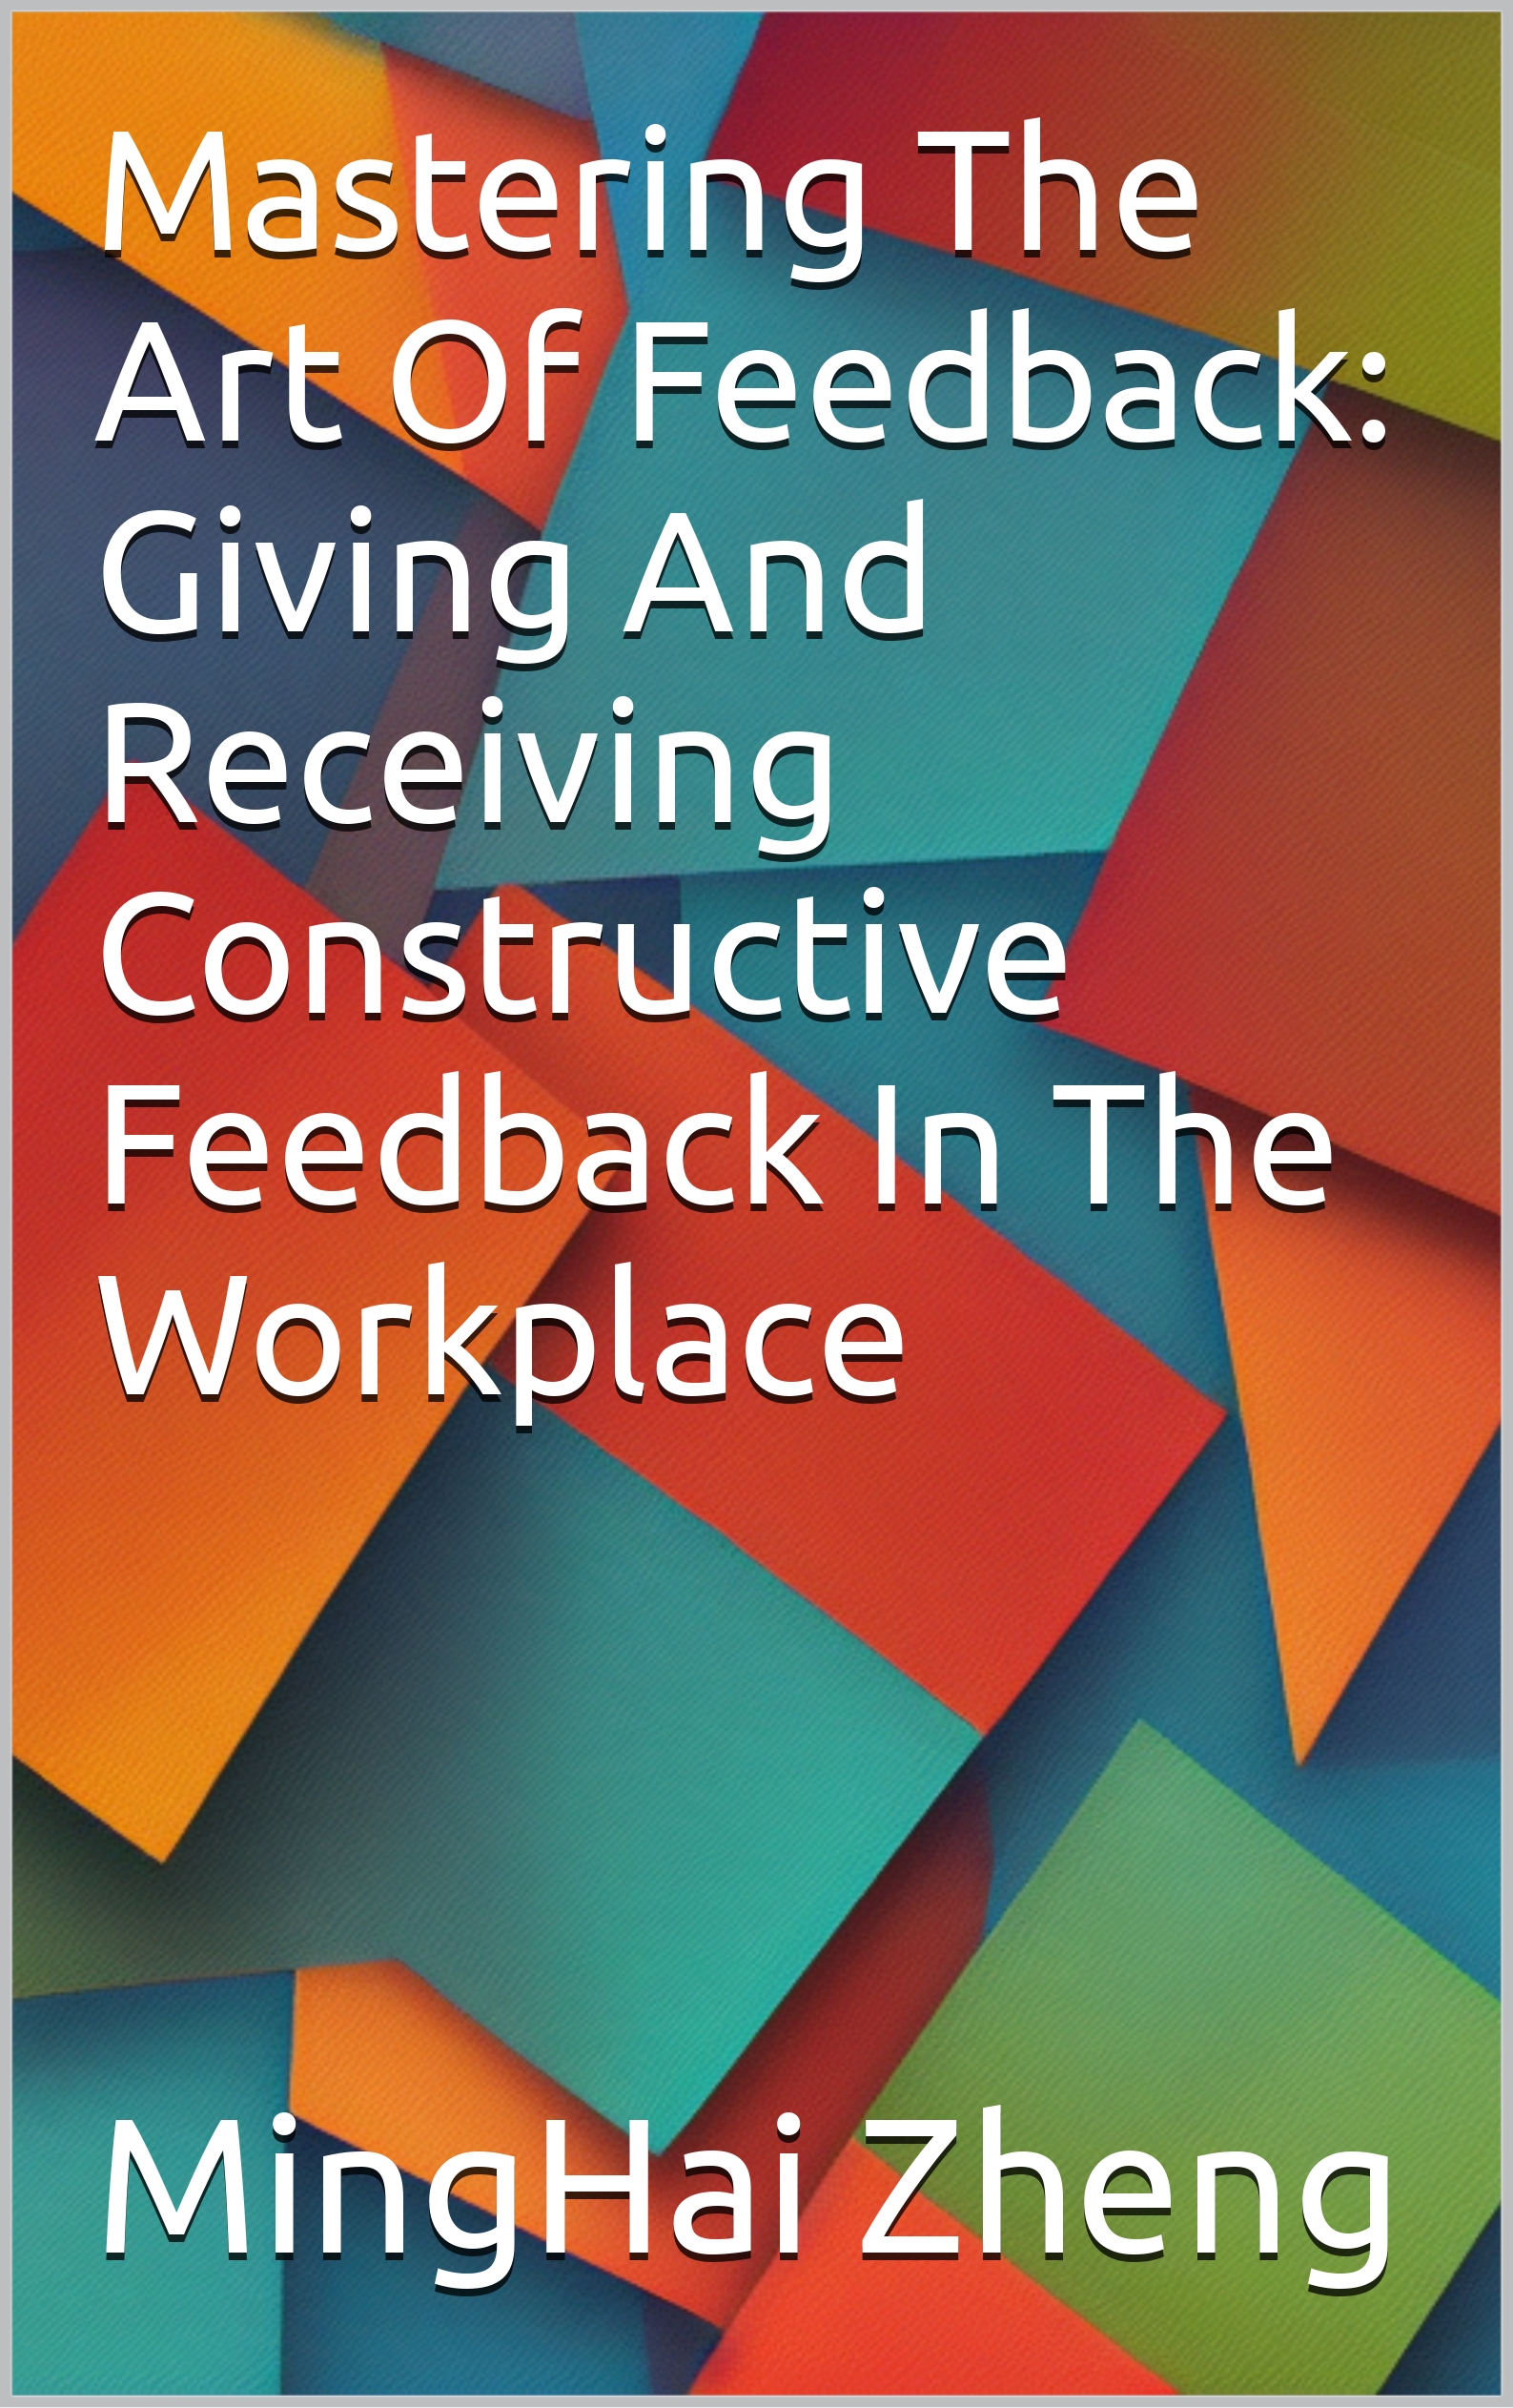 Mastering The
Art Of Feedback:
Giving And
Receiving
Constructive
Feedback In The
Workplace
MingHai Zheng